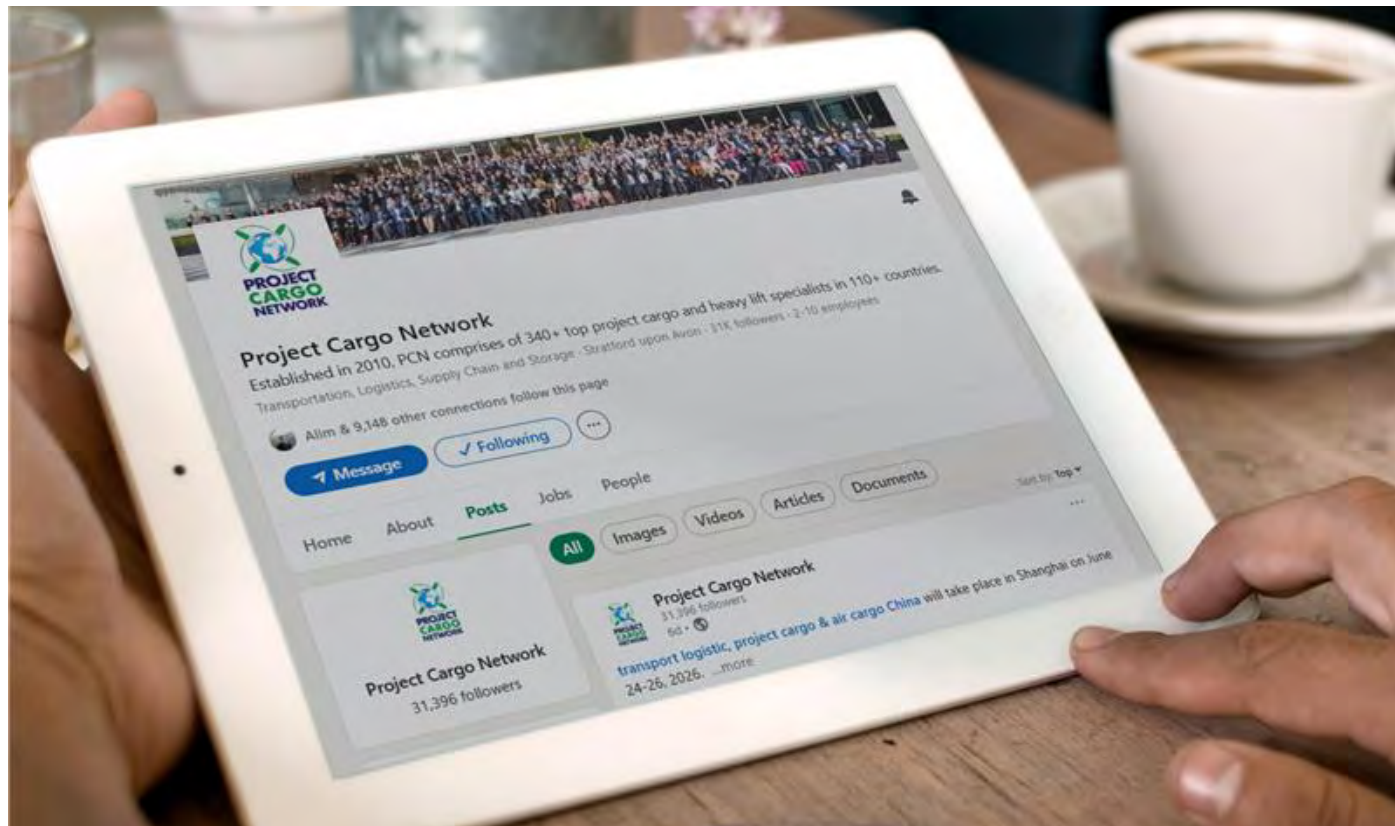 PROJECT
CARGO
NETWORK
Project Cargo Network
Established in 2010, PCN comprises of 340+ top project cargo and heavy lift specialists in 110+ countries.
Transportation, Logistics, Supply Chain and Storage · Stratford upon Avon · 31K followers · 2-10 employees
Alim & 9,148 other connections follow this page
Message
✓ Following
...
Home About Posts Jobs People
PROJECT
CARGO
NETWORK
Project Cargo Network
31,396 followers
All Images Videos Articles Documents
Sort by: Top
...
PROJECT
CARGO
NETWORK
Project Cargo Network
31,396 followers
6d •
transport logistic, project cargo & air cargo China will take place in Shanghai on June
24-26, 2026. ...more